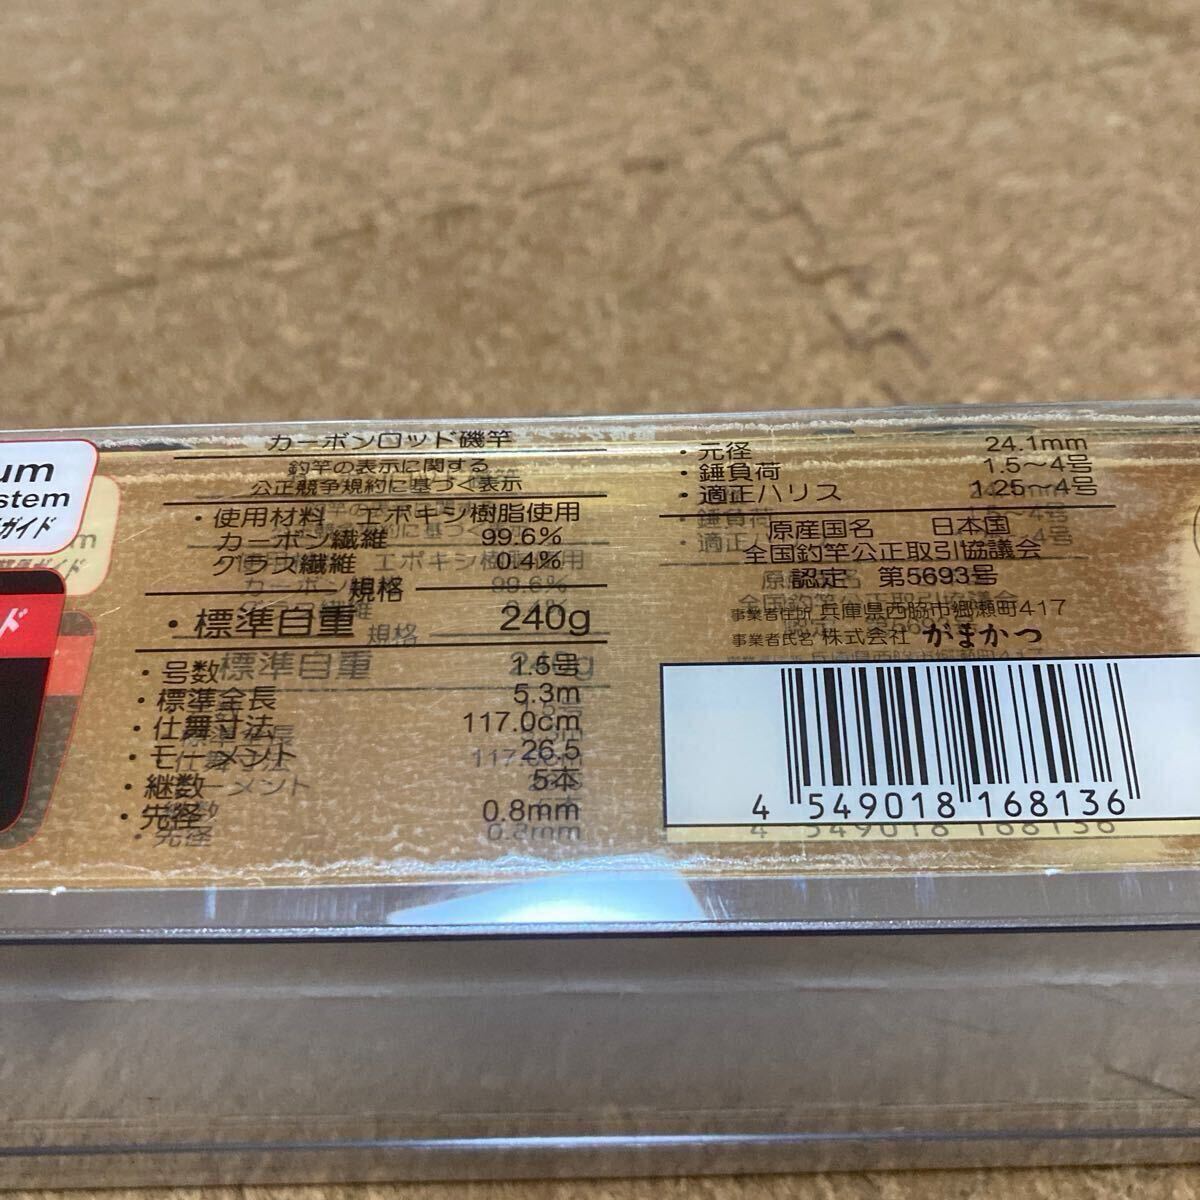 um
stem
ガイド
ド
カーボンロッド磯竿
釣竿の表示に関する
公正競争規約に基づく表示
・使用材料 エポキシ樹脂使用
カーボン繊維 99.6%
グラス繊維 0.4%
規格
・標準自重 240g
・号数 1.5号
・標準全長 5.3m
・仕舞寸法 117.0cm
・モーメント 26.5
・継数 5本
・先径 0.8mm
・元径 24.1mm
・錘負荷 1.5～4号
・適正ハリス 1.25～4号
原産国名 日本国
全国釣竿公正取引協議会
認定 第5693号
事業者住所 兵庫県西脇市郷瀬町417
事業者氏名 株式会社 がまかつ
4 549018 168136